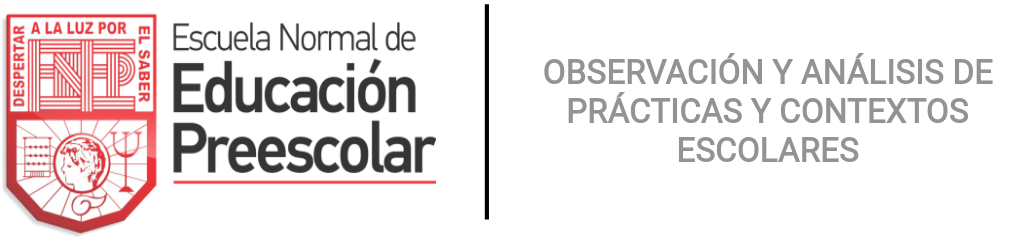 DESPERTAR
A LA LUZ POR
EL SABER
ENEP
Escuela Normal de
Educación
Preescolar
OBSERVACIÓN Y ANÁLISIS DE
PRÁCTICAS Y CONTEXTOS
ESCOLARES